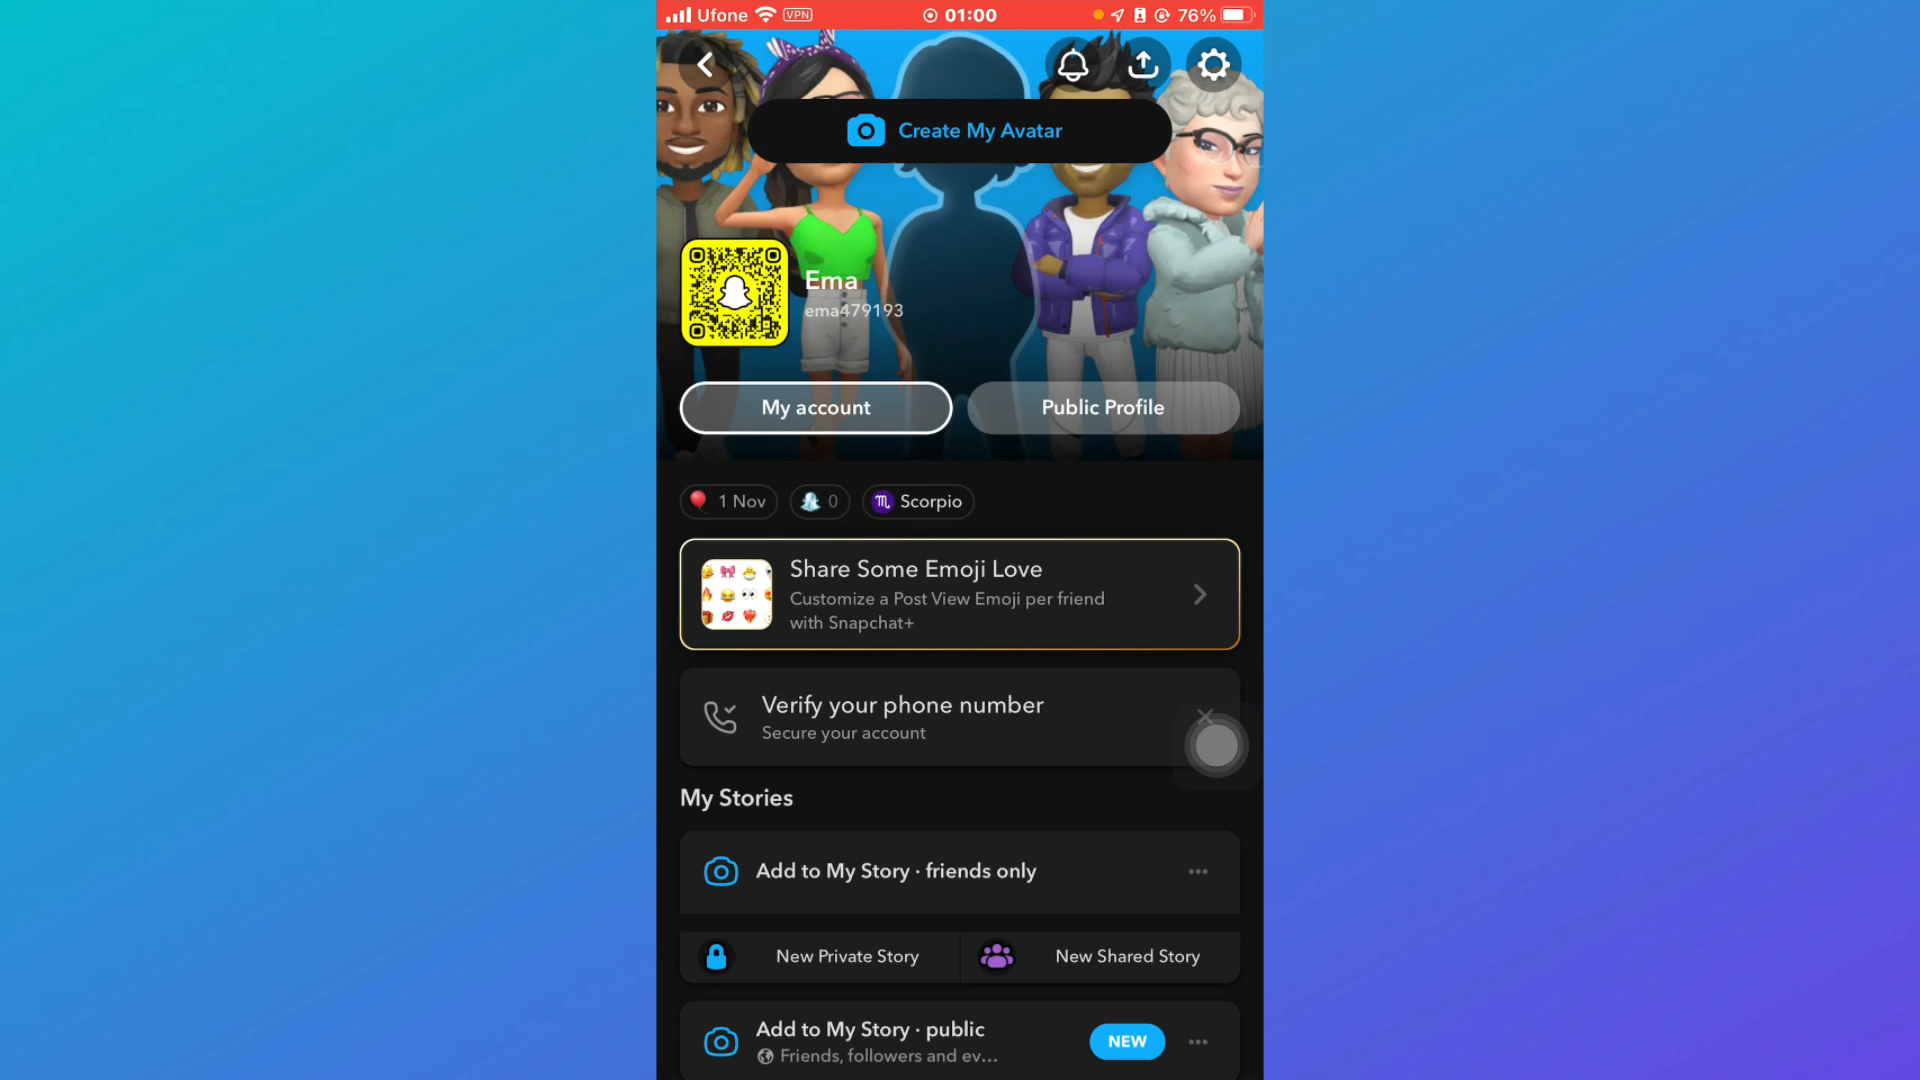 Ufone VPN 01:00 76%
Create My Avatar
Ema
ema479193
My account Public Profile
1 Nov 0 Scorpio
Share Some Emoji Love
Customize a Post View Emoji per friend
with Snapchat+
Verify your phone number
Secure your account
My Stories
Add to My Story · friends only
New Private Story New Shared Story
Add to My Story · public
NEW
Friends, followers and ev...